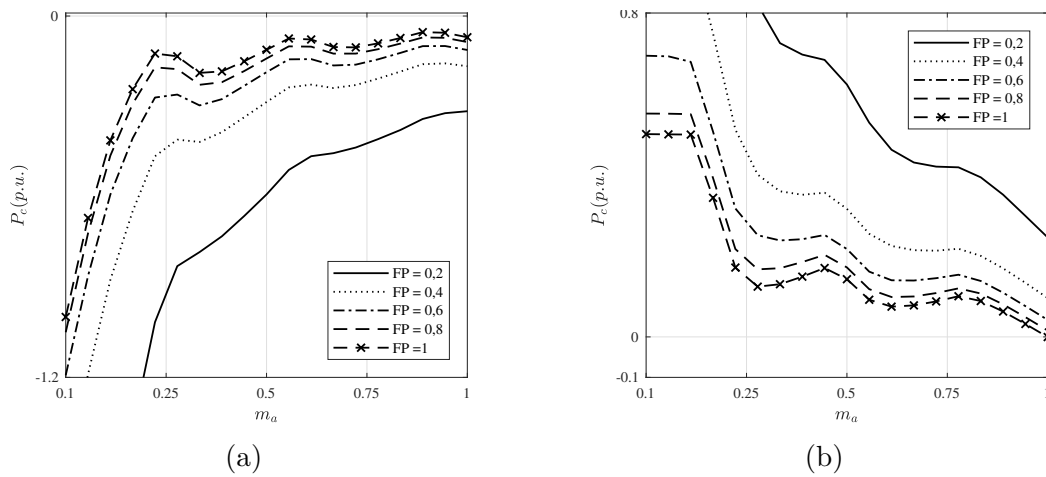 0
-1.2
0.1
0.25
0.5
0.75
1
P_c(p.u.)
m_a
FP = 0,2
FP = 0,4
FP = 0,6
FP = 0,8
FP =1
(a)
0.8
0
-0.1
0.1
0.25
0.5
0.75
1
P_c(p.u.)
m_a
FP = 0,2
FP = 0,4
FP = 0,6
FP = 0,8
FP =1
(b)